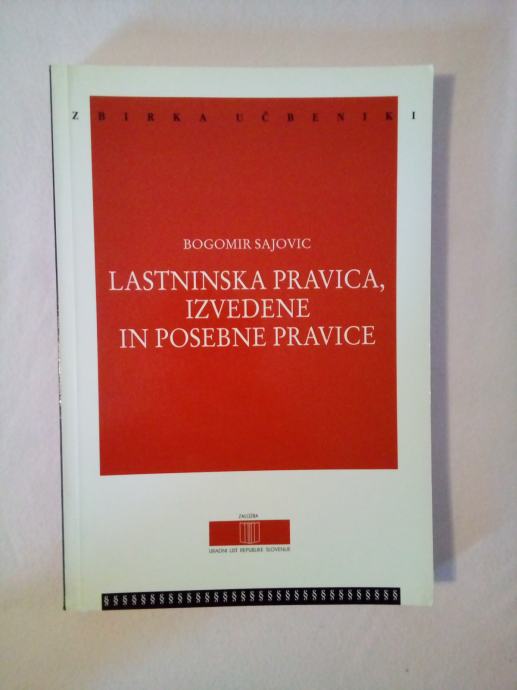 ZBIRKA UČBENIKI
BOGOMIR SAJOVIC
LASTNINSKA PRAVICA,
IZVEDENE
IN POSEBNE PRAVICE
ZALOŽBA
URADNI LIST REPUBLIKE SLOVENIJE
§§§§§§§§§§§§§§§§§§§§§§§§§§§§